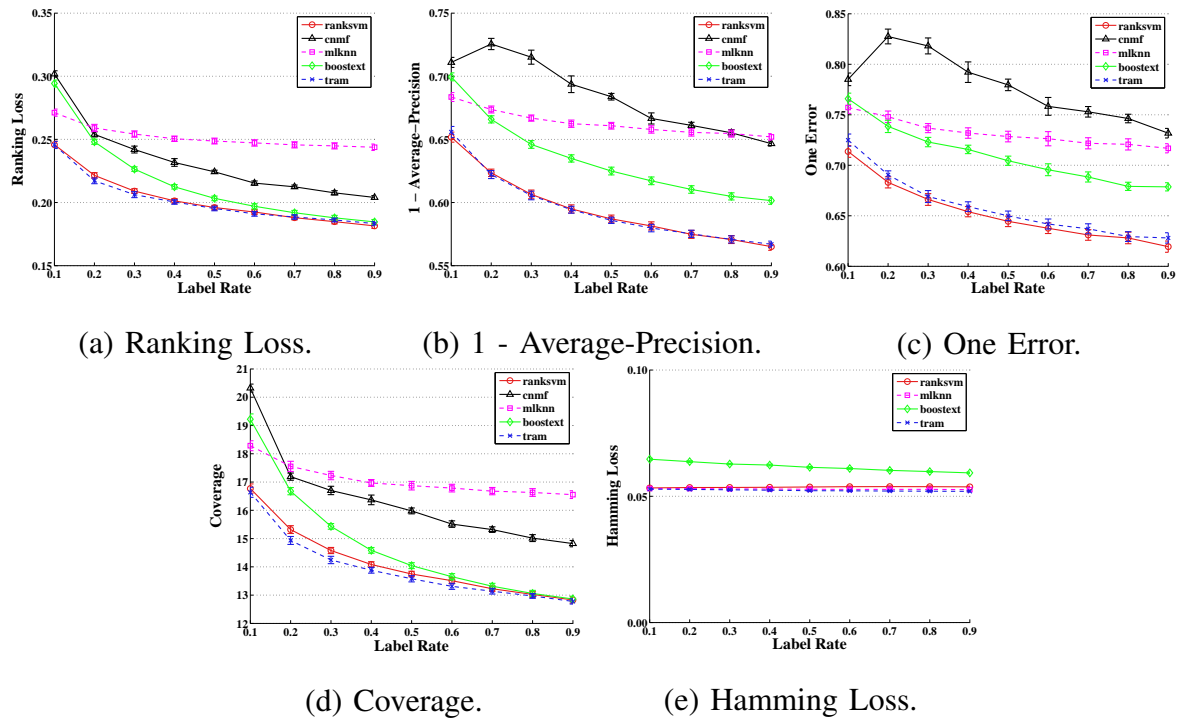 0.35
0.30
0.25
0.20
0.15
Ranking Loss
0.1 0.2 0.3 0.4 0.5 0.6 0.7 0.8 0.9
Label Rate
ranksvm
cnmf
mlknn
boostext
tram
(a) Ranking Loss.
0.75
0.70
0.65
0.60
0.55
1 – Average–Precision
0.1 0.2 0.3 0.4 0.5 0.6 0.7 0.8 0.9
Label Rate
ranksvm
cnmf
mlknn
boostext
tram
(b) 1 - Average-Precision.
0.85
0.80
0.75
0.70
0.65
0.60
One Error
0.1 0.2 0.3 0.4 0.5 0.6 0.7 0.8 0.9
Label Rate
ranksvm
cnmf
mlknn
boostext
tram
(c) One Error.
21
20
19
18
17
16
15
14
13
12
Coverage
0.1 0.2 0.3 0.4 0.5 0.6 0.7 0.8 0.9
Label Rate
ranksvm
cnmf
mlknn
boostext
tram
(d) Coverage.
0.10
0.05
0.00
Hamming Loss
0.1 0.2 0.3 0.4 0.5 0.6 0.7 0.8 0.9
Label Rate
ranksvm
mlknn
boostext
tram
(e) Hamming Loss.